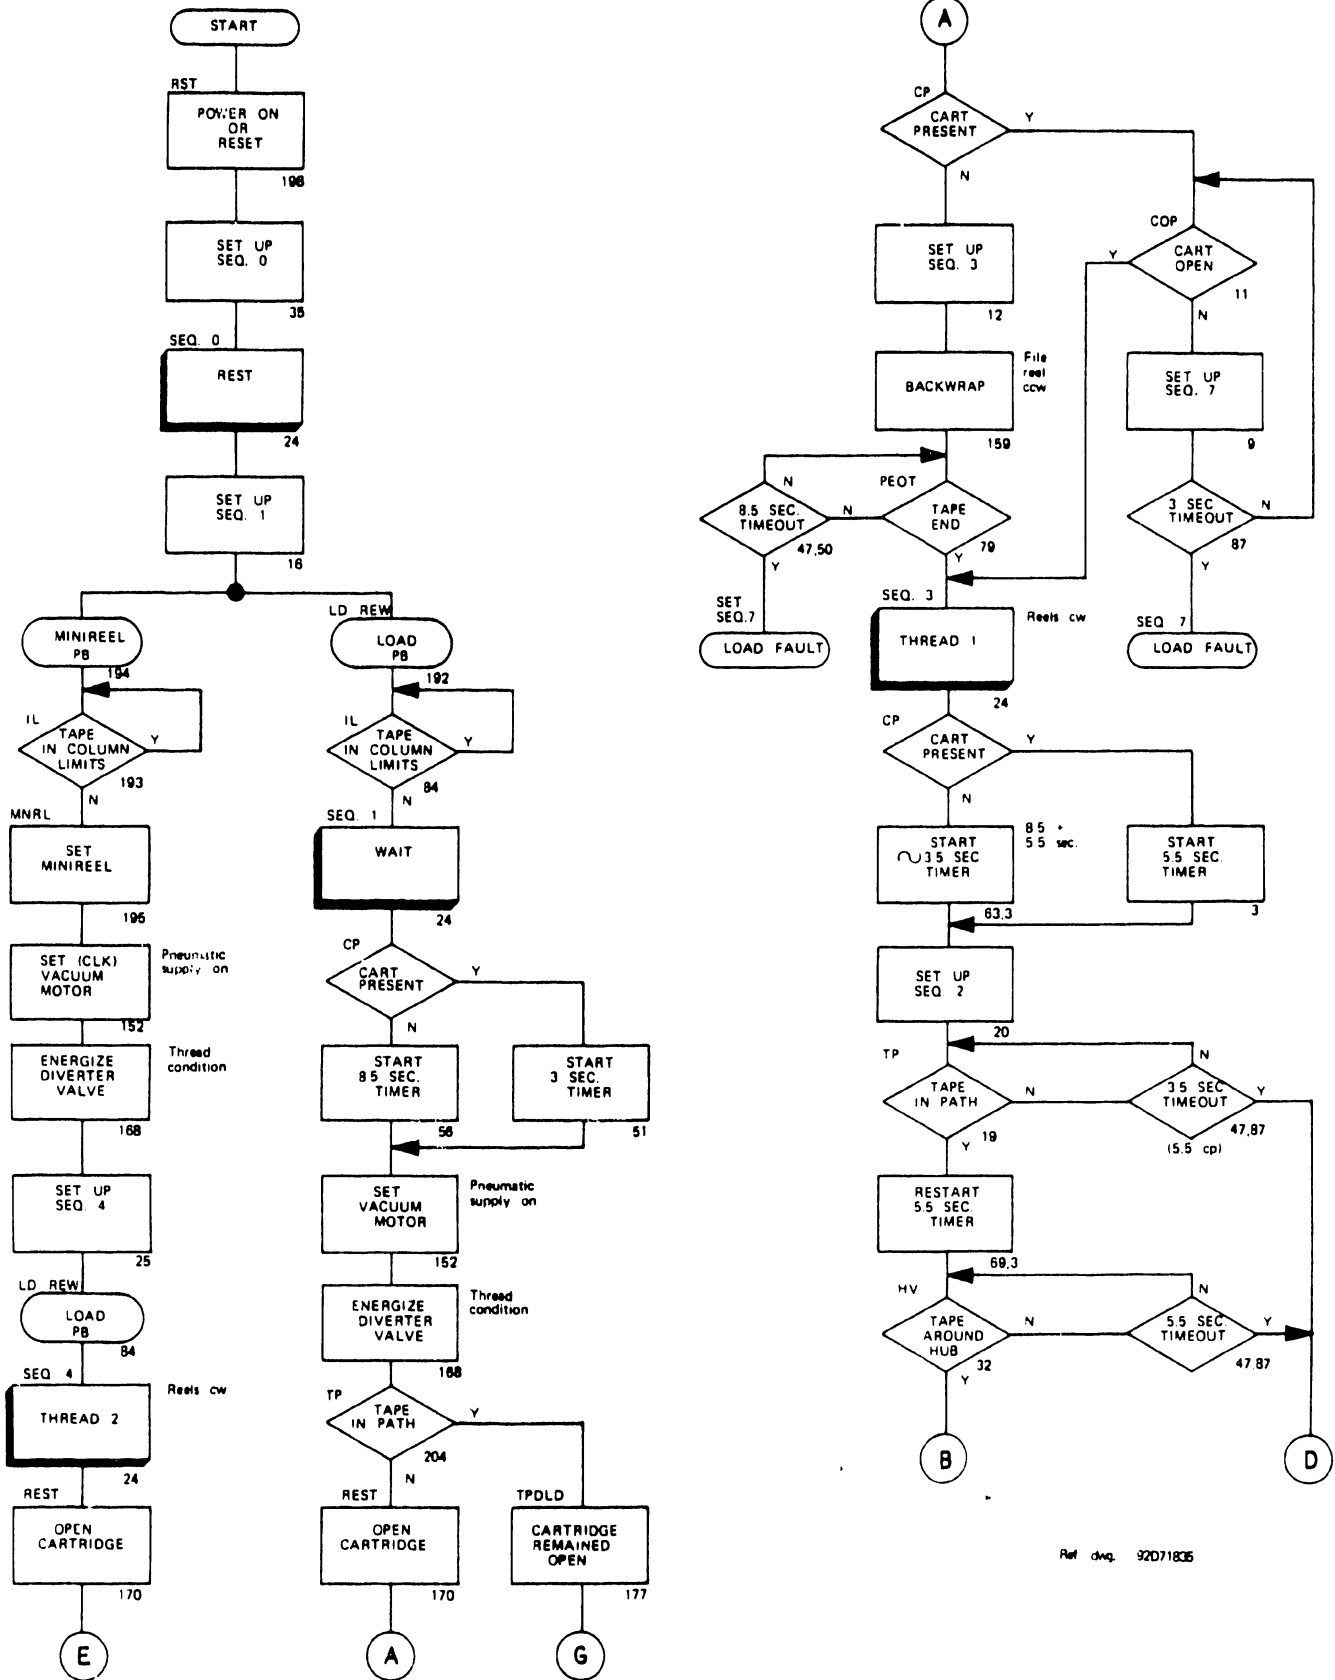 START
RST
POWER ON
OR
RESET
198
SET UP
SEQ. 0
35
SEQ. 0
REST
24
SET UP
SEQ. 1
16
MINIREEL
PB
194
IL
TAPE
IN COLUMN
LIMITS
Y
193
N
MNRL
SET
MINIREEL
195
SET (CLK)
VACUUM
MOTOR
Pneumatic
supply on
152
ENERGIZE
DIVERTER
VALVE
Thread
condition
168
SET UP
SEQ. 4
25
LD REW
LOAD
PB
84
SEQ 4
THREAD 2
Reels cw
24
REST
OPEN
CARTRIDGE
170
E
LD REW
LOAD
PB
192
IL
TAPE
IN COLUMN
LIMITS
Y
84
N
SEQ. 1
WAIT
24
CP
CART
PRESENT
Y
N
START
8.5 SEC.
TIMER
56
START
3 SEC.
TIMER
51
SET
VACUUM
MOTOR
Pneumatic
supply on
152
ENERGIZE
DIVERTER
VALVE
Thread
condition
168
TP
TAPE
IN PATH
Y
204
N
REST
OPEN
CARTRIDGE
170
A
TPDLD
CARTRIDGE
REMAINED
OPEN
177
G
A
CP
CART
PRESENT
Y
N
SET UP
SEQ. 3
12
BACKWRAP
File
reel
ccw
159
PEOT
TAPE
END
N
79
Y
8.5 SEC.
TIMEOUT
N
47,50
Y
SET
SEQ.7
LOAD FAULT
COP
CART
OPEN
Y
11
N
SET UP
SEQ. 7
9
3 SEC
TIMEOUT
N
87
Y
SEQ 7
LOAD FAULT
SEQ. 3
THREAD 1
Reels cw
24
CP
CART
PRESENT
Y
N
START
~3.5 SEC
TIMER
8.5 +
5.5 sec.
63,3
START
5.5 SEC.
TIMER
3
SET UP
SEQ. 2
20
TP
TAPE
IN PATH
N
19
Y
3.5 SEC
TIMEOUT
N
Y
47,87
(5.5 cp)
RESTART
5.5 SEC.
TIMER
69,3
HV
TAPE
AROUND
HUB
N
32
Y
5.5 SEC.
TIMEOUT
N
Y
47,87
B
D
Ref dwg. 92D71835